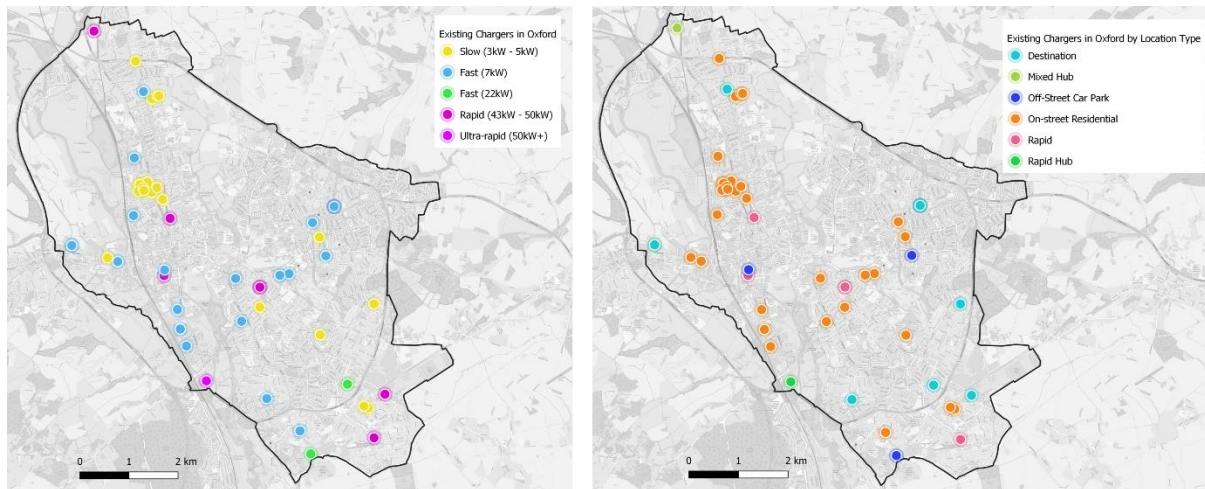 Existing Chargers in Oxford
Slow (3kW - 5kW)
Fast (7kW)
Fast (22kW)
Rapid (43kW - 50kW)
Ultra-rapid (50kW+)
0 1 2 km
Existing Chargers in Oxford by Location Type
Destination
Mixed Hub
Off-Street Car Park
On-street Residential
Rapid
Rapid Hub
0 1 2 km